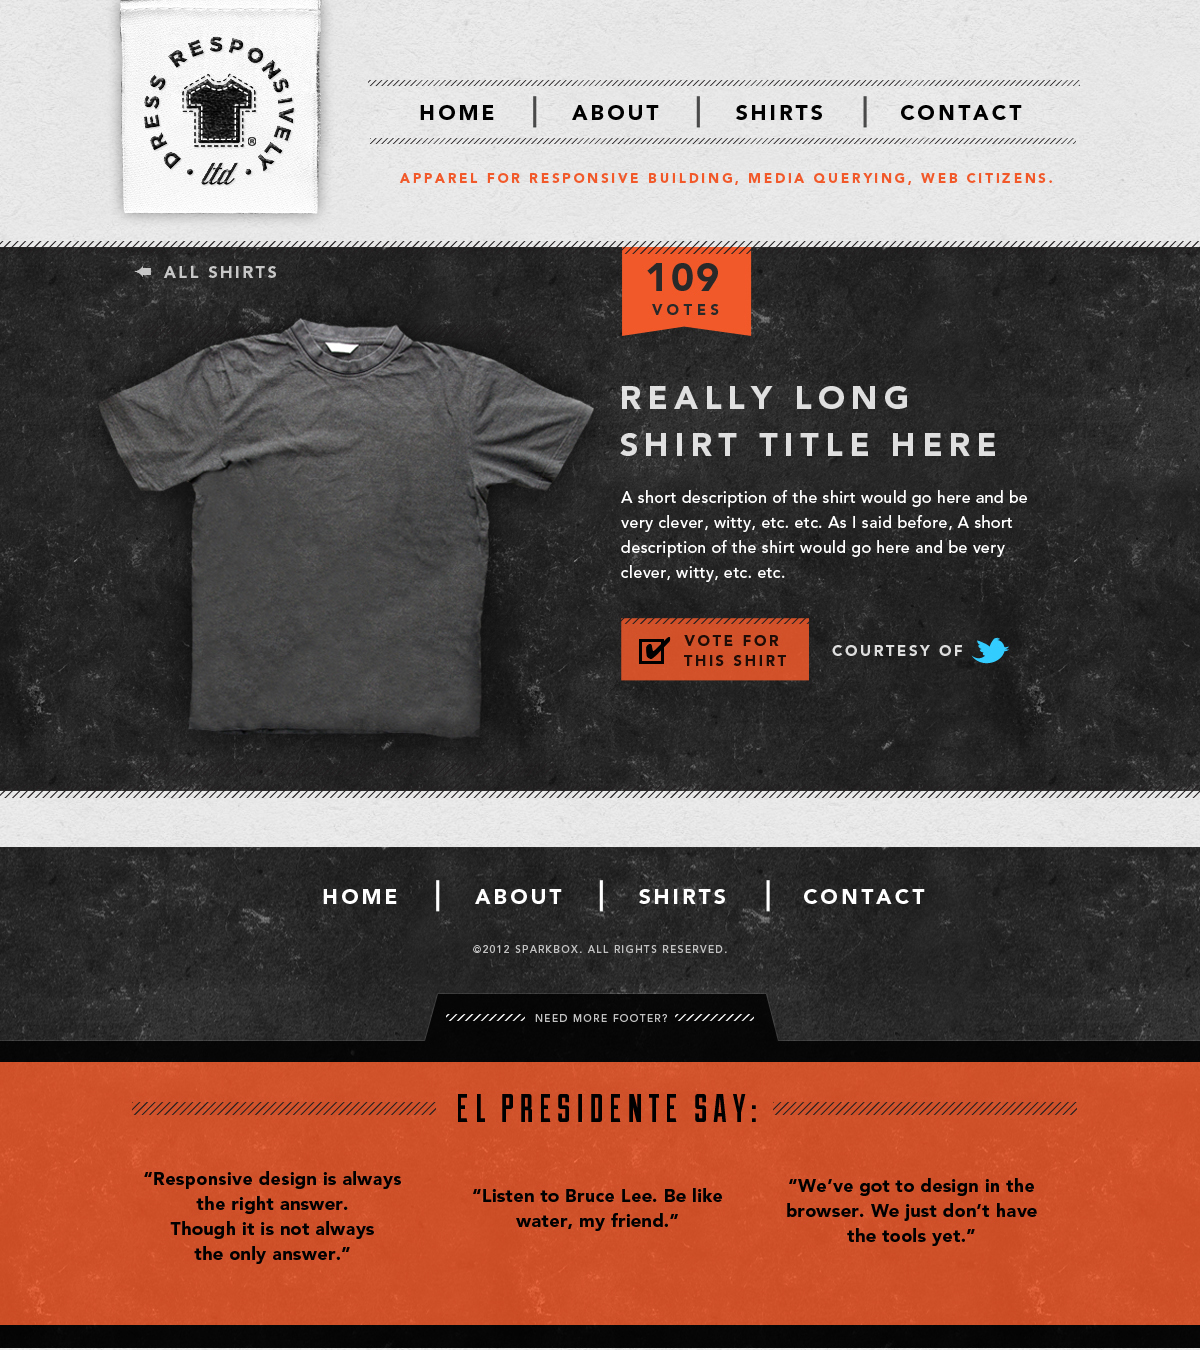 DRESS RESPONSIVELY
ltd
®
HOME | ABOUT | SHIRTS | CONTACT
APPAREL FOR RESPONSIVE BUILDING, MEDIA QUERYING, WEB CITIZENS.
ALL SHIRTS
109
VOTES
REALLY LONG
SHIRT TITLE HERE
A short description of the shirt would go here and be
very clever, witty, etc. etc. As I said before, A short
description of the shirt would go here and be very
clever, witty, etc. etc.
VOTE FOR
THIS SHIRT
COURTESY OF
HOME | ABOUT | SHIRTS | CONTACT
©2012 SPARKBOX. ALL RIGHTS RESERVED.
NEED MORE FOOTER?
EL PRESIDENTE SAY:
“Responsive design is always
the right answer.
Though it is not always
the only answer.”
“Listen to Bruce Lee. Be like
water, my friend.”
“We’ve got to design in the
browser. We just don’t have
the tools yet.”